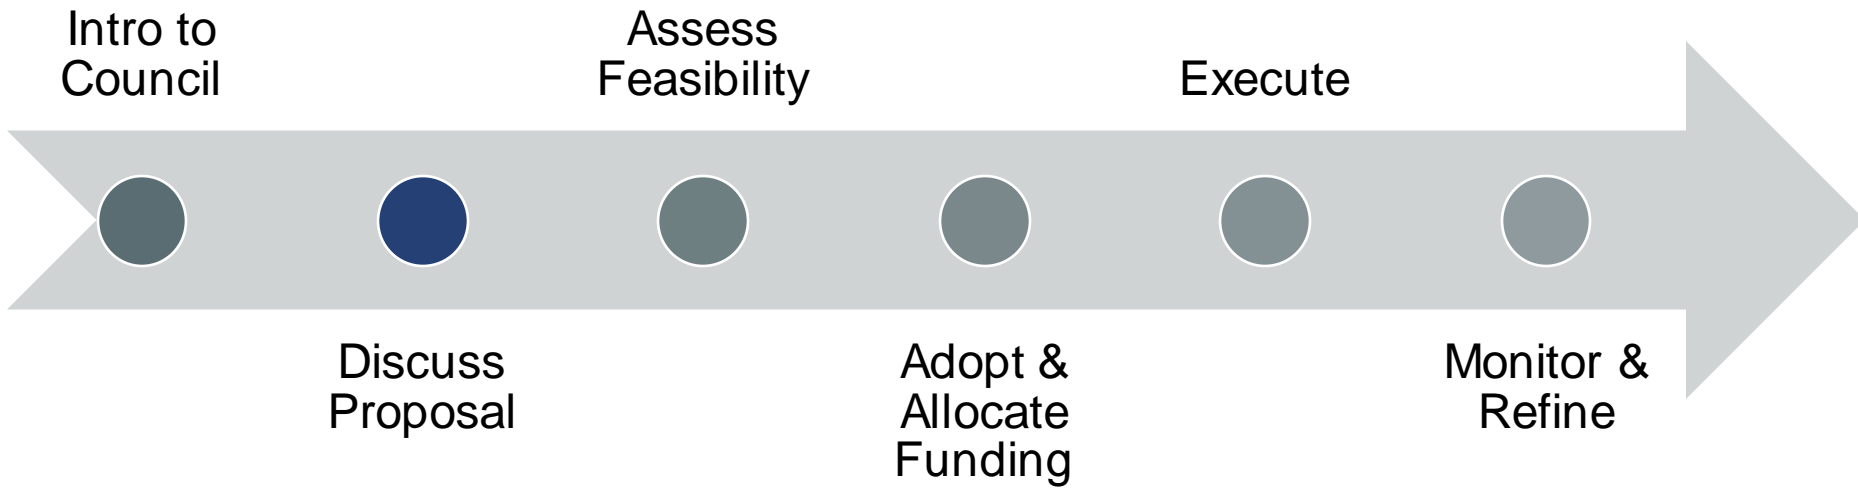 Intro to
Council
Discuss
Proposal
Assess
Feasibility
Adopt &
Allocate
Funding
Execute
Monitor &
Refine